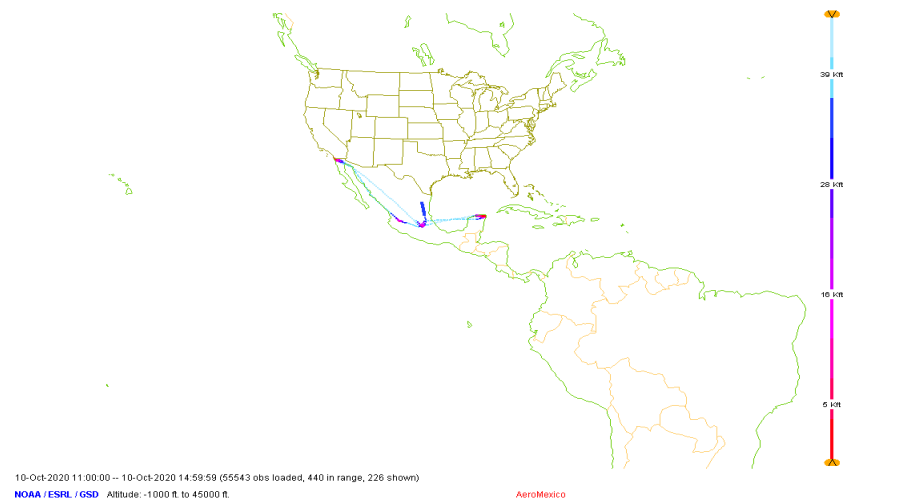 39 Kft
28 Kft
16 Kft
5 Kft
10-Oct-2020 11:00:00 -- 10-Oct-2020 14:59:59 (55543 obs loaded, 440 in range, 226 shown)
NOAA / ESRL / GSD Altitude: -1000 ft. to 45000 ft. AeroMexico